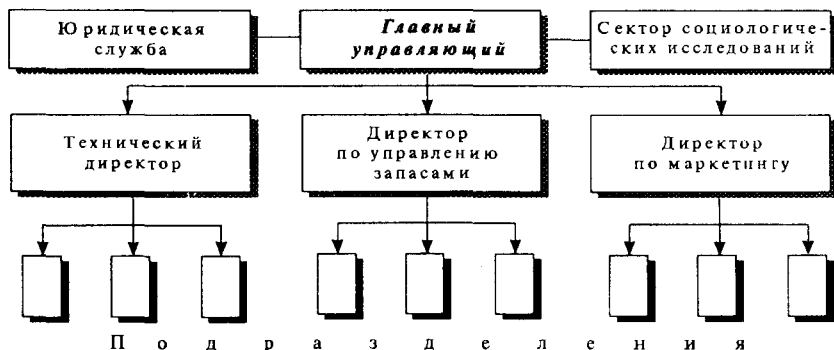 Юридическая
служба
Главный
управляющий
Сектор социологиче-
ских исследований
Технический
директор
Директор
по управлению
запасами
Директор
по маркетингу
Подразделения